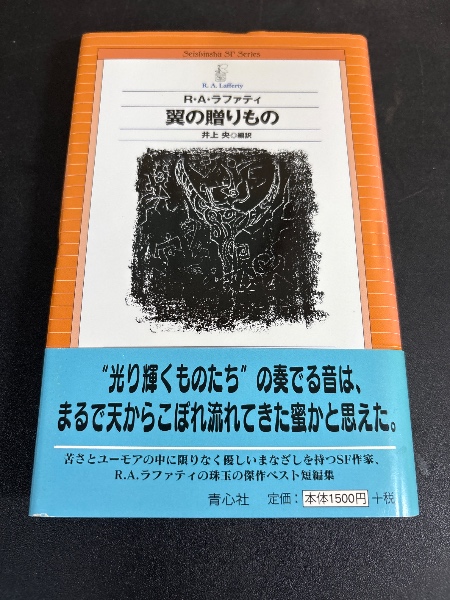 Seishinsha SF Series
R. A. Lafferty
R・A・ラファティ
翼の贈りもの
井上 央◎編訳
“光り輝くものたち”の奏でる音は、
まるで天からこぼれ流れてきた蜜かと思えた。
苦さとユーモアの中に限りなく優しいまなざしを持つSF作家、
R.A.ラファティの珠玉の傑作ベスト短編集
青心社 定価：本体1500円+税